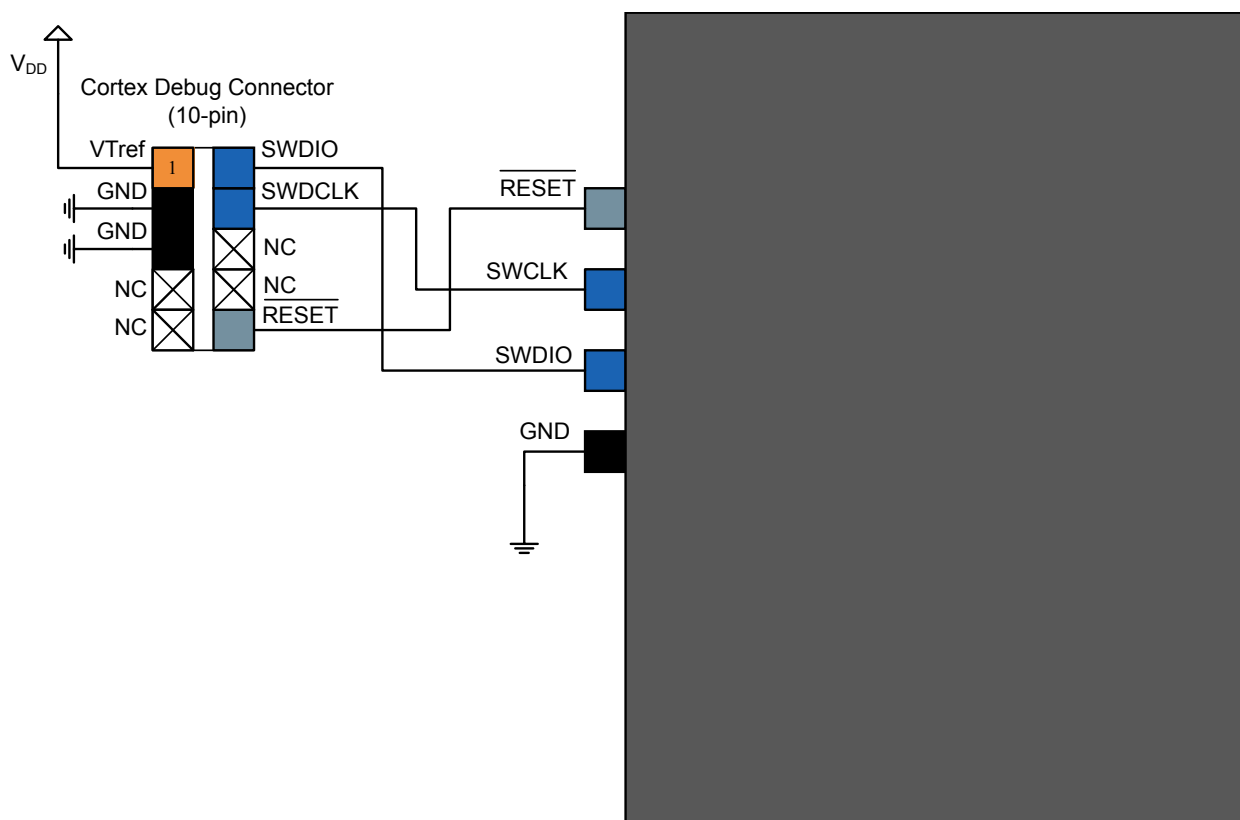 V_DD
Cortex Debug Connector
(10-pin)
VTref
1
SWDIO
GND
SWDCLK
GND
NC
NC
NC
NC
RESET
RESET
SWCLK
SWDIO
GND